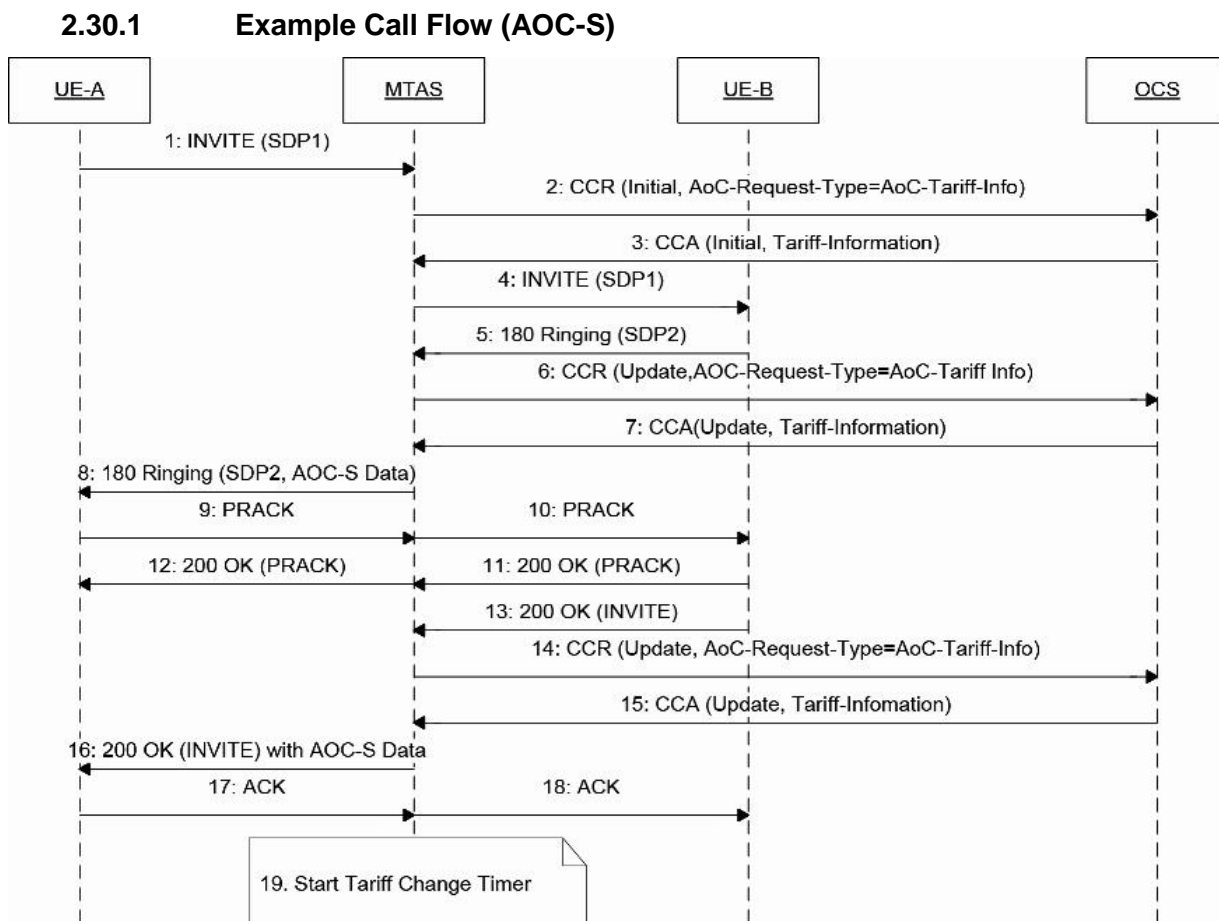 2.30.1 Example Call Flow (AOC-S)
UE-A MTAS UE-B OCS
1: INVITE (SDP1)
2: CCR (Initial, AoC-Request-Type=AoC-Tariff-Info)
3: CCA (Initial, Tariff-Information)
4: INVITE (SDP1)
5: 180 Ringing (SDP2)
6: CCR (Update,AOC-Request-Type=AoC-Tariff Info)
7: CCA(Update, Tariff-Information)
8: 180 Ringing (SDP2, AOC-S Data)
9: PRACK 10: PRACK
12: 200 OK (PRACK) 11: 200 OK (PRACK)
13: 200 OK (INVITE)
14: CCR (Update, AoC-Request-Type=AoC-Tariff-Info)
15: CCA (Update, Tariff-Infomation)
16: 200 OK (INVITE) with AOC-S Data
17: ACK 18: ACK
19. Start Tariff Change Timer